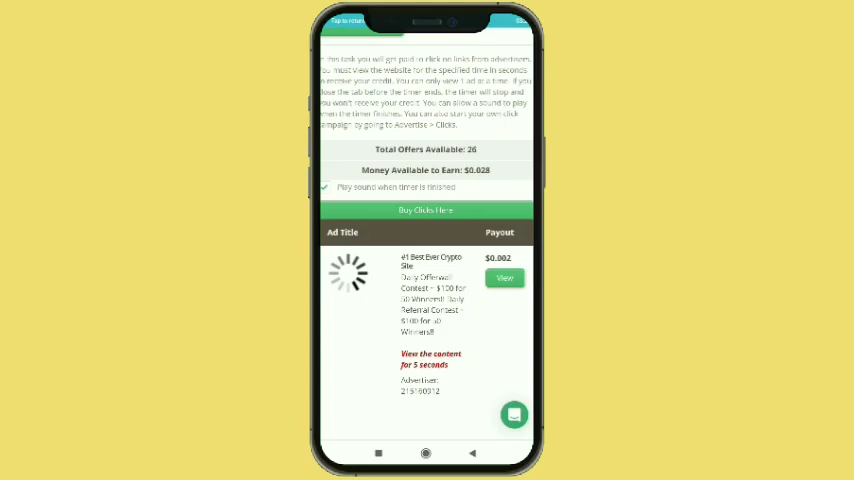 Tap to return
n this task you will get paid to click on links from advertisers.
You must view the website for the specified time in seconds
to receive your credit. You can only view 1 ad at a time. If you
close the tab before the timer ends, the timer will stop and
you won't receive your credit. You can allow a sound to play
when the timer finishes. You can also start your own click
campaign by going to Advertise > Clicks.
Total Offers Available: 26
Money Available to Earn: $0.028
Play sound when timer is finished
Buy Clicks Here
Ad Title Payout
#1 Best Ever Crypto
Site
$0.002
Daily Offerwall
Contest ~ $100 for
50 Winners!! Daily
Referral Contest ~
$100 for 50
Winners!!
View
View the content
for 5 seconds
Advertiser:
215160912